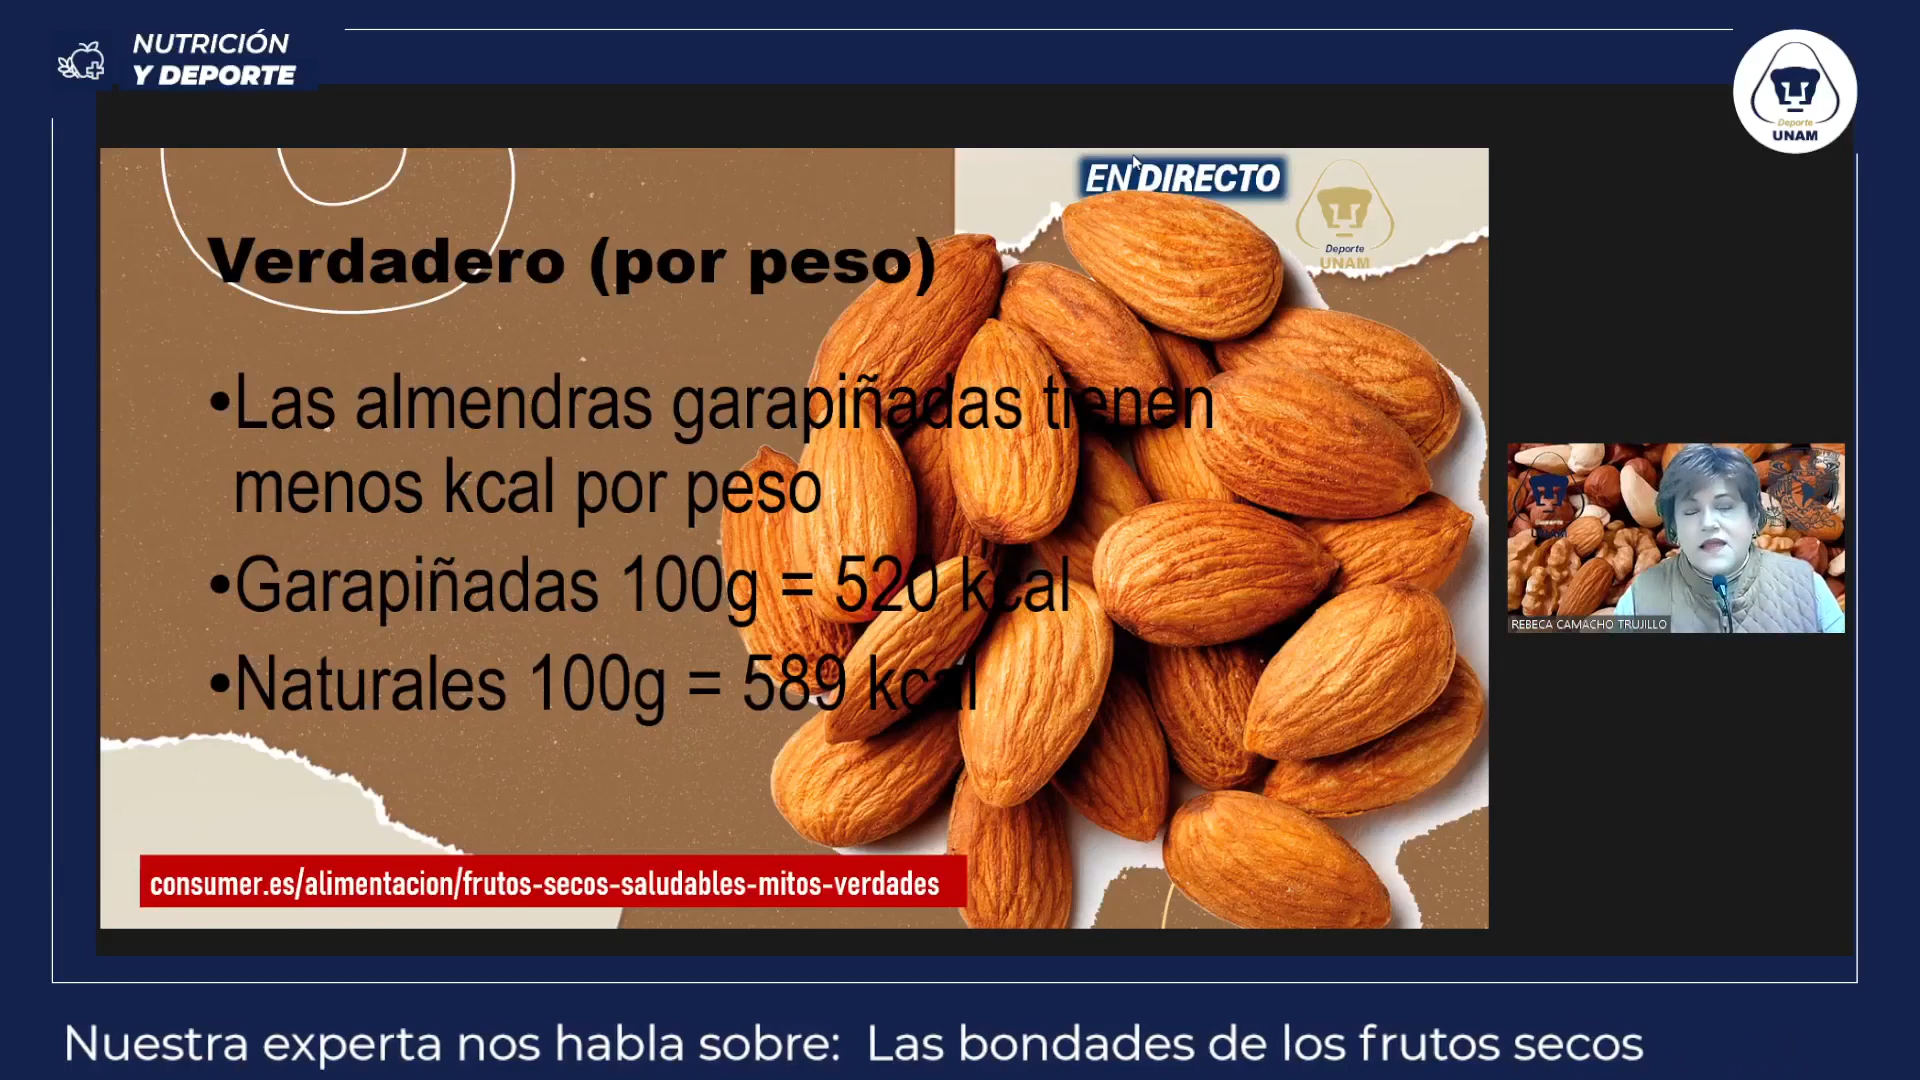 NUTRICIÓN
Y DEPORTE
Deporte
UNAM
EN DIRECTO
Deporte
UNAM
Verdadero (por peso)
•Las almendras garapiñadas tienen
menos kcal por peso
•Garapiñadas 100g = 520 kcal
•Naturales 100g = 589 kcal
consumer.es/alimentacion/frutos-secos-saludables-mitos-verdades
REBECA CAMACHO TRUJILLO
Nuestra experta nos habla sobre: Las bondades de los frutos secos